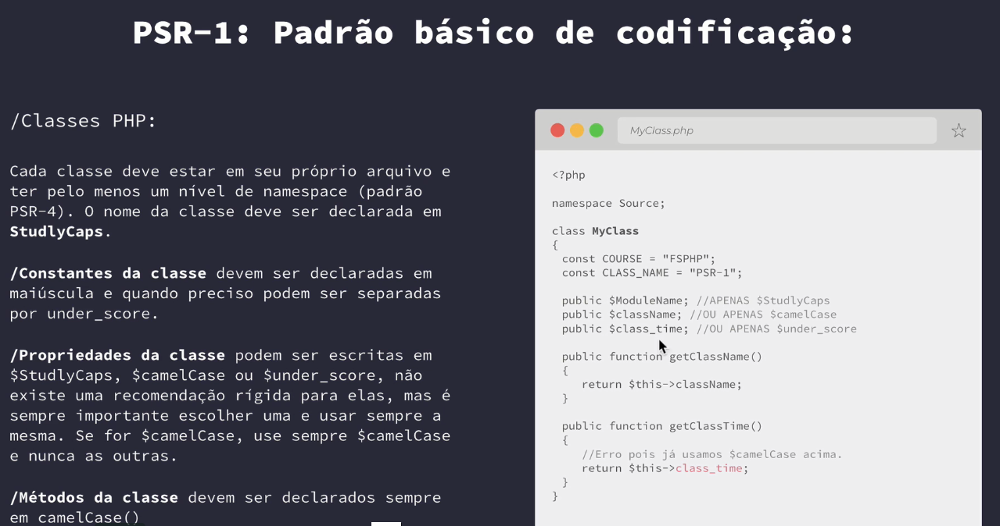 PSR-1: Padrão básico de codificação:
/Classes PHP:
Cada classe deve estar em seu próprio arquivo e
ter pelo menos um nível de namespace (padrão
PSR-4). O nome da classe deve ser declarada em
StudlyCaps.
/Constantes da classe devem ser declaradas em
maiúscula e quando preciso podem ser separadas
por under_score.
/Propriedades da classe podem ser escritas em
$StudlyCaps, $camelCase ou $under_score, não
existe uma recomendação rígida para elas, mas é
sempre importante escolher uma e usar sempre a
mesma. Se for $camelCase, use sempre $camelCase
e nunca as outras.
/Métodos da classe devem ser declarados sempre
em camelCase()
MyClass.php
<?php
namespace Source;
class MyClass
{
const COURSE = "FSPHP";
const CLASS_NAME = "PSR-1";
public $ModuleName; //APENAS $StudlyCaps
public $className; //OU APENAS $camelCase
public $class_time; //OU APENAS $under_score
public function getClassName()
{
return $this->className;
}
public function getClassTime()
{
//Erro pois já usamos $camelCase acima.
return $this->class_time;
}
}